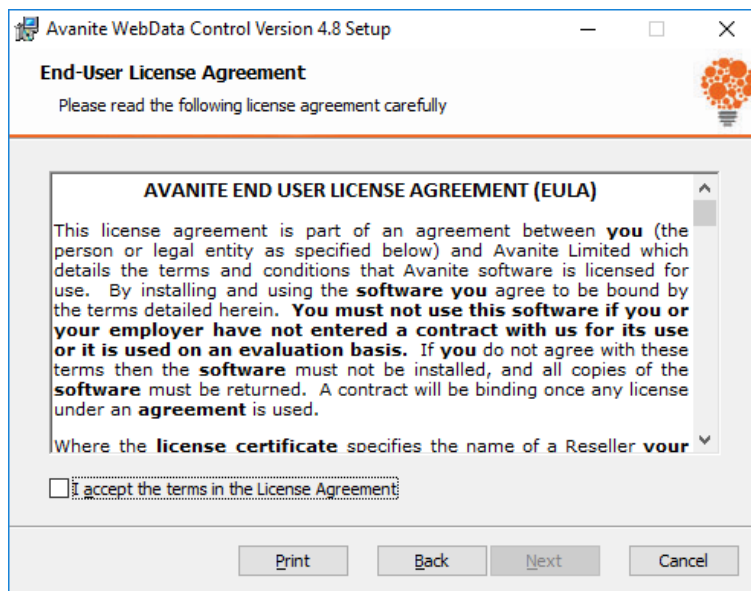 Avanite WebData Control Version 4.8 Setup
End-User License Agreement
Please read the following license agreement carefully
AVANITE END USER LICENSE AGREEMENT (EULA)
This license agreement is part of an agreement between you (the
person or legal entity as specified below) and Avanite Limited which
details the terms and conditions that Avanite software is licensed for
use. By installing and using the software you agree to be bound by
the terms detailed herein. You must not use this software if you or
your employer have not entered a contract with us for its use
or it is used on an evaluation basis. If you do not agree with these
terms then the software must not be installed, and all copies of the
software must be returned. A contract will be binding once any license
under an agreement is used.
Where the license certificate specifies the name of a Reseller your
I accept the terms in the License Agreement
Print Back Next Cancel